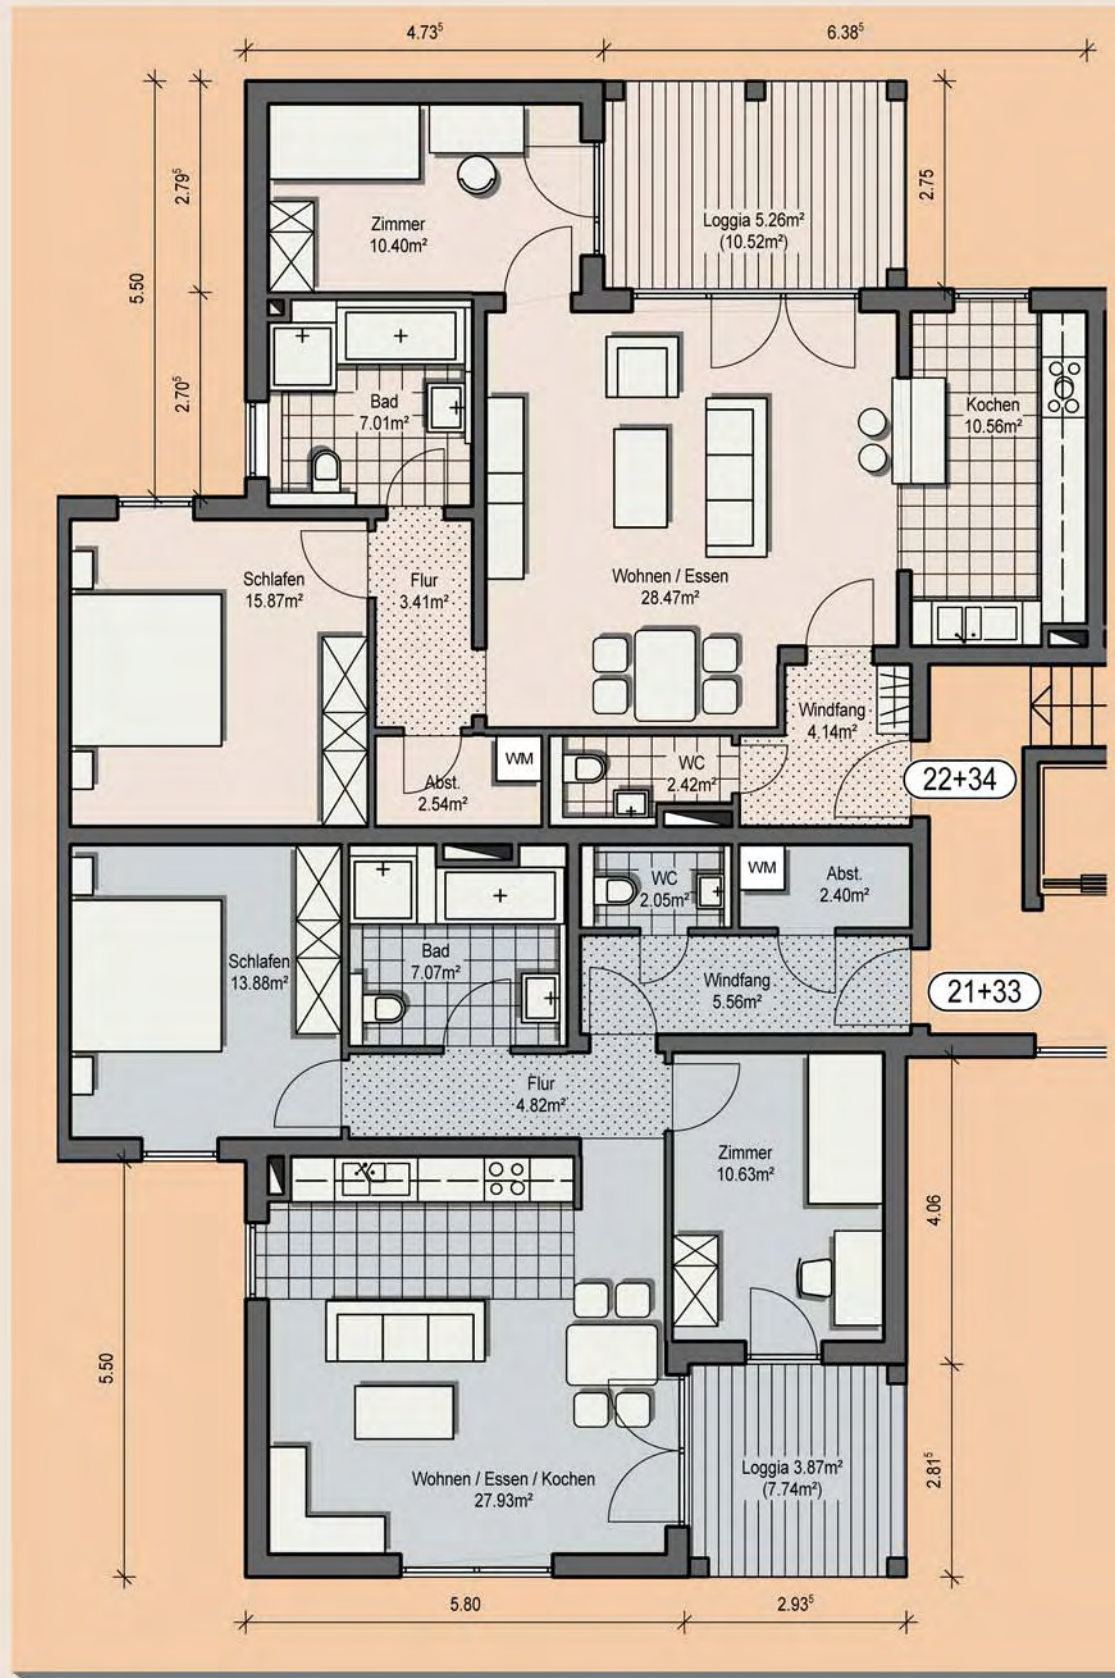 4.73⁵
6.38⁵
5.50
2.79⁵
2.75
2.70⁵
Zimmer
10.40m²
Loggia 5.26m²
(10.52m²)
Bad
7.01m²
Kochen
10.56m²
Schlafen
15.87m²
Flur
3.41m²
Wohnen / Essen
28.47m²
Windfang
4.14m²
Abst.
2.54m²
WM
WC
2.42m²
22+34
WC
2.05m²
WM
Abst.
2.40m²
Schlafen
13.88m²
Bad
7.07m²
Windfang
5.56m²
21+33
Flur
4.82m²
Zimmer
10.63m²
4.06
5.50
Wohnen / Essen / Kochen
27.93m²
Loggia 3.87m²
(7.74m²)
2.81⁵
5.80
2.93⁵